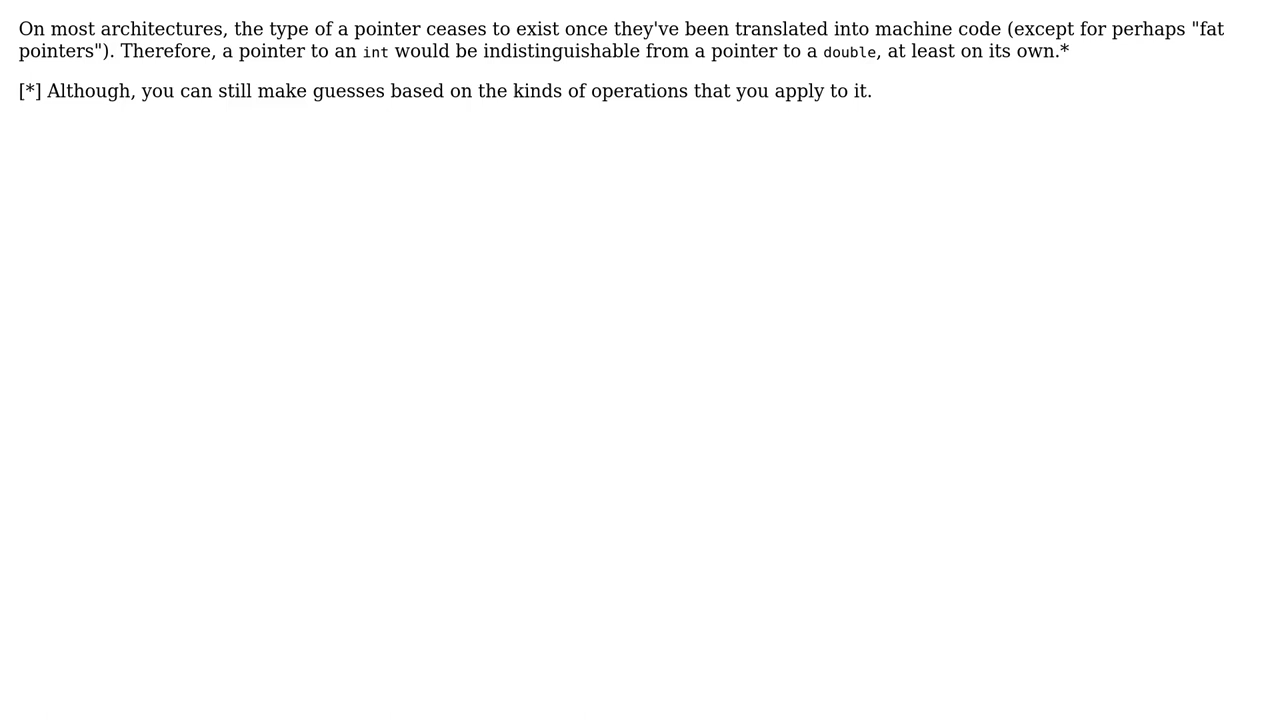 On most architectures, the type of a pointer ceases to exist once they've been translated into machine code (except for perhaps "fat
pointers"). Therefore, a pointer to an int would be indistinguishable from a pointer to a double, at least on its own.*
[*] Although, you can still make guesses based on the kinds of operations that you apply to it.